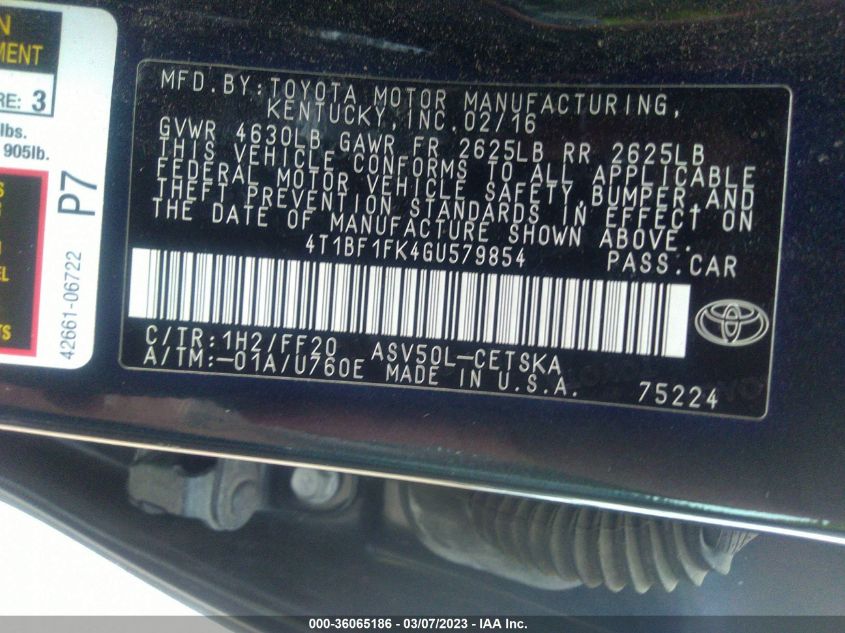 N
MENT
RE: 3
lbs.
905lb.
P7
EL
TS
42661-06722
MFD.BY:TOYOTA MOTOR MANUFACTURING,
KENTUCKY,INC.02/16
GVWR 4630LB GAWR FR 2625LB RR 2625LB
THIS VEHICLE CONFORMS TO ALL APPLICABLE
FEDERAL MOTOR VEHICLE SAFETY,BUMPER,AND
THEFT PREVENTION STANDARDS IN EFFECT ON
THE DATE OF MANUFACTURE SHOWN ABOVE.
4T1BF1FK4GU579854 PASS.CAR
C/TR:1H2/FF20 ASV50L-CETSKA
A/TM:-01A/U760E MADE IN U.S.A. 75224
000-36065186 - 03/07/2023 - IAA Inc.